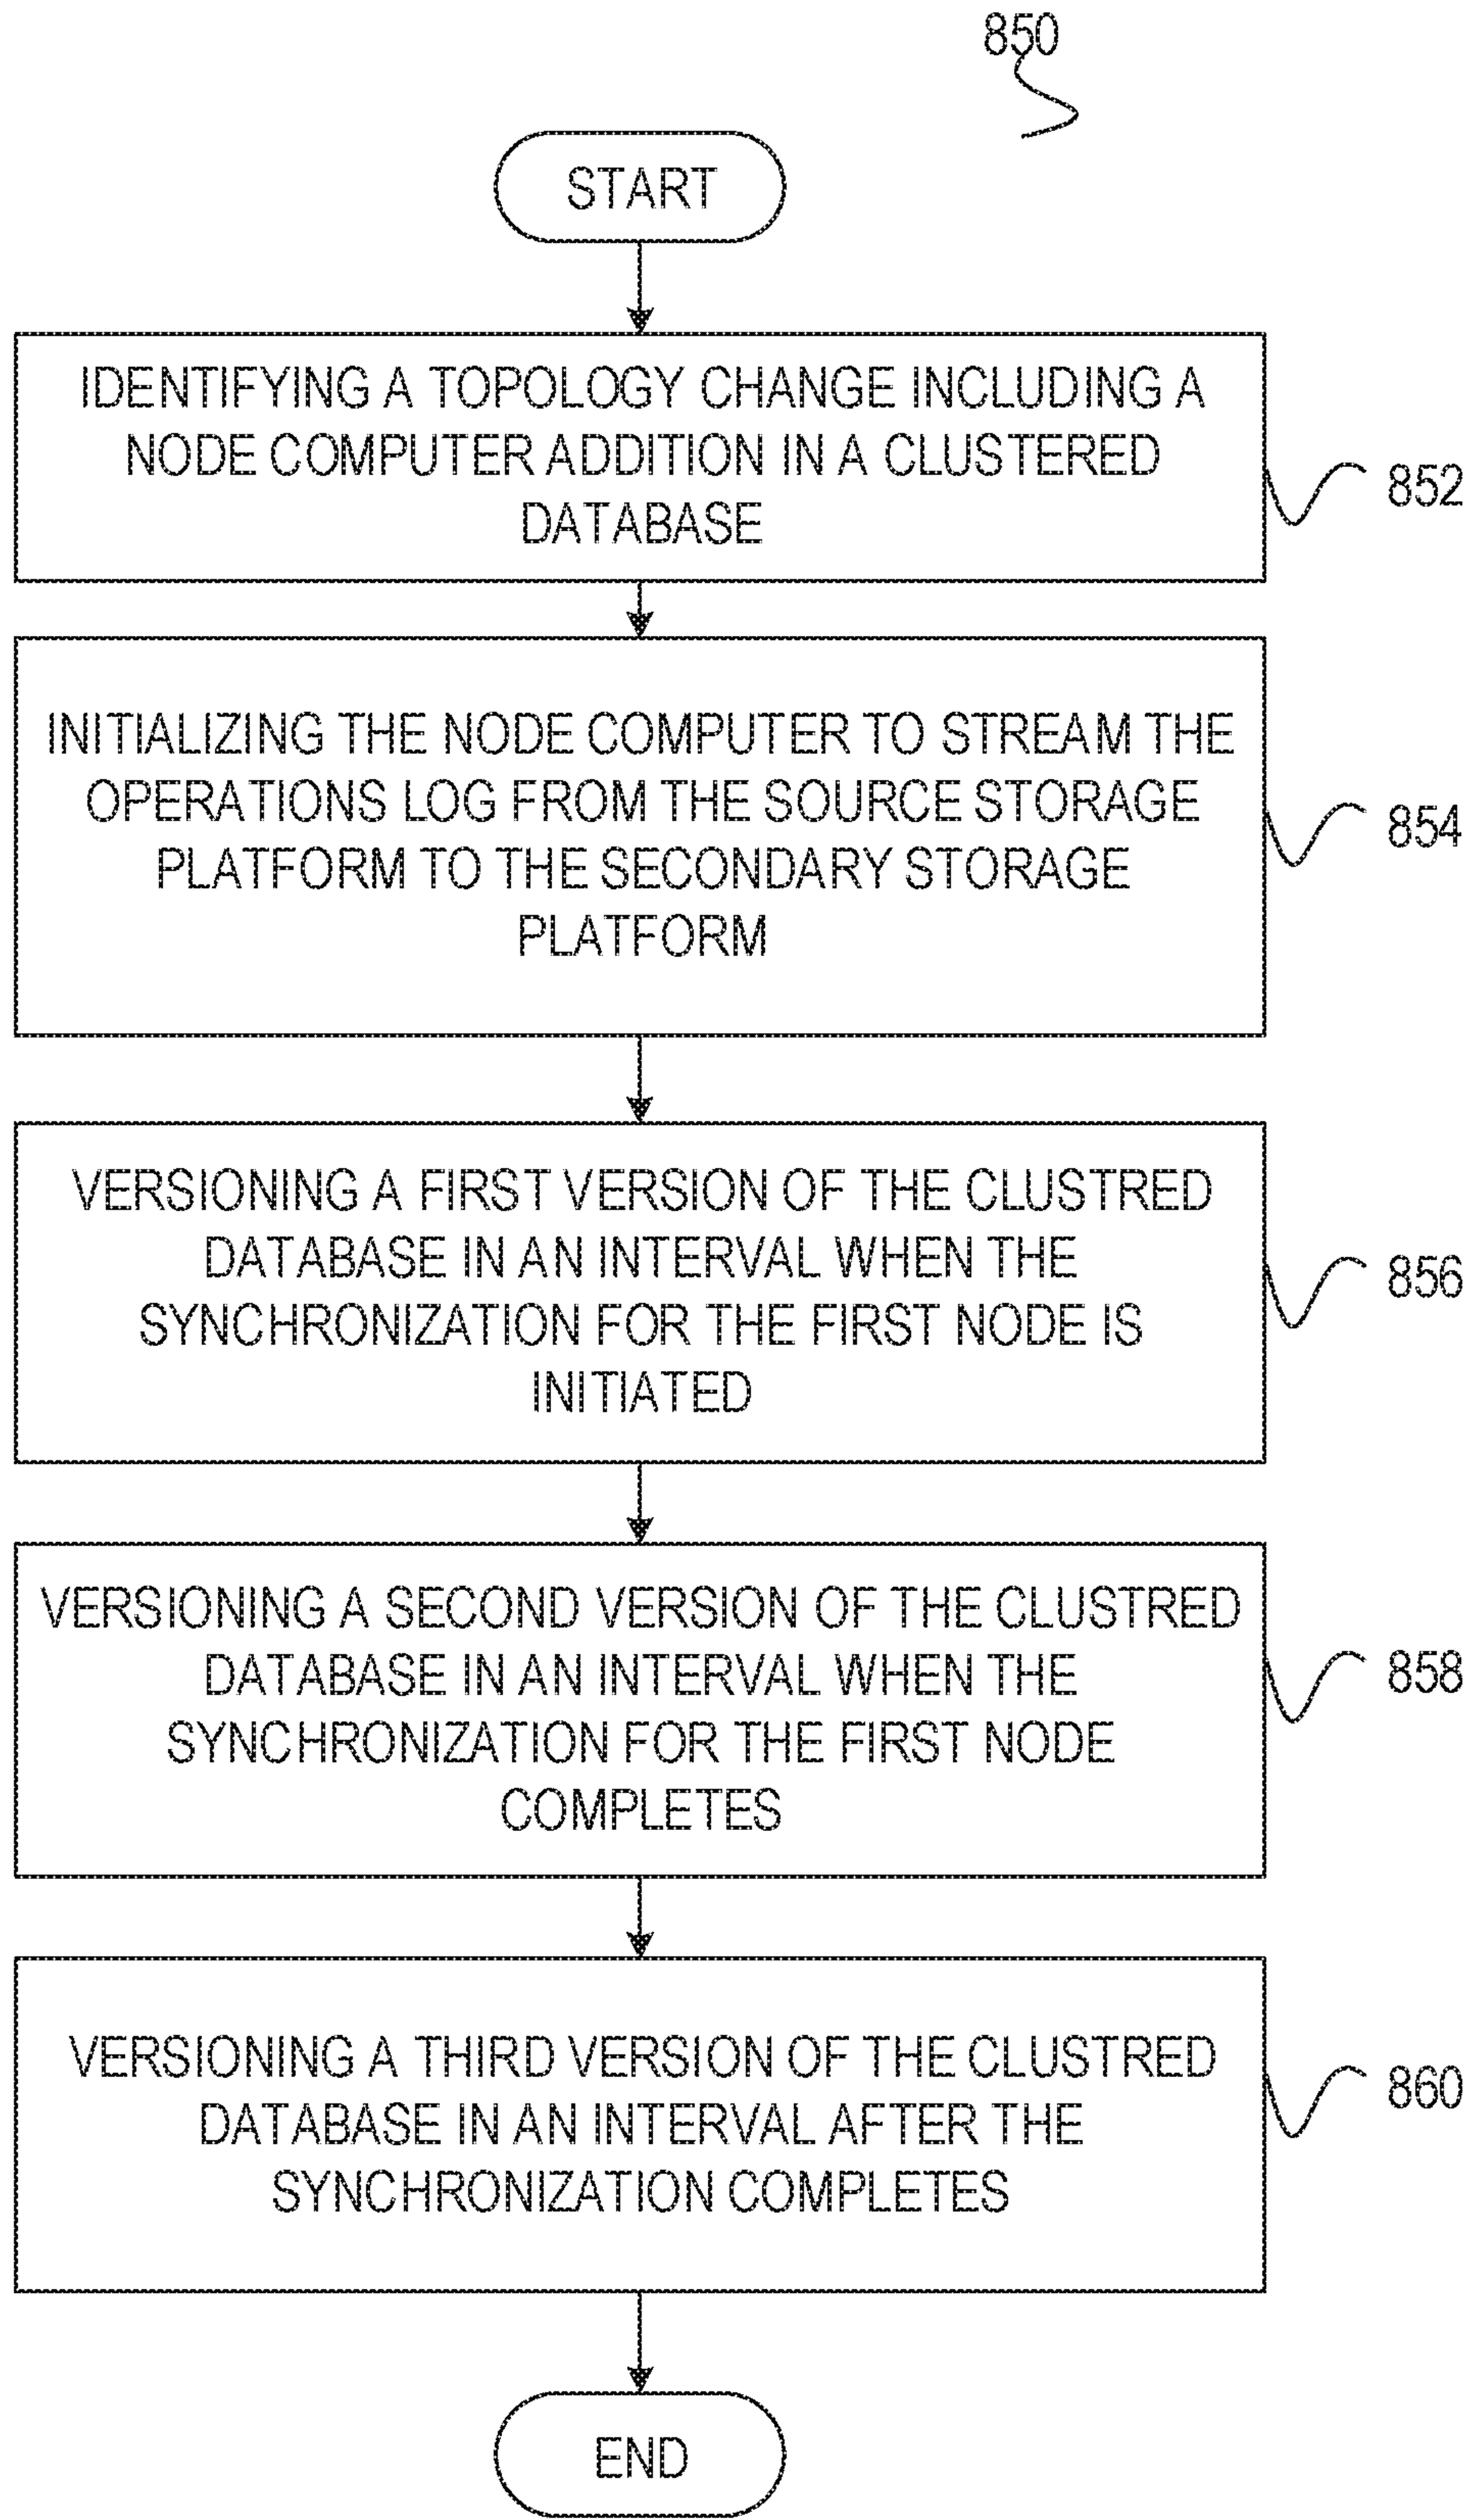 850
START
IDENTIFYING A TOPOLOGY CHANGE INCLUDING A
NODE COMPUTER ADDITION IN A CLUSTERED
DATABASE
852
INITIALIZING THE NODE COMPUTER TO STREAM THE
OPERATIONS LOG FROM THE SOURCE STORAGE
PLATFORM TO THE SECONDARY STORAGE
PLATFORM
854
VERSIONING A FIRST VERSION OF THE CLUSTRED
DATABASE IN AN INTERVAL WHEN THE
SYNCHRONIZATION FOR THE FIRST NODE IS
INITIATED
856
VERSIONING A SECOND VERSION OF THE CLUSTRED
DATABASE IN AN INTERVAL WHEN THE
SYNCHRONIZATION FOR THE FIRST NODE
COMPLETES
858
VERSIONING A THIRD VERSION OF THE CLUSTRED
DATABASE IN AN INTERVAL AFTER THE
SYNCHRONIZATION COMPLETES
860
END